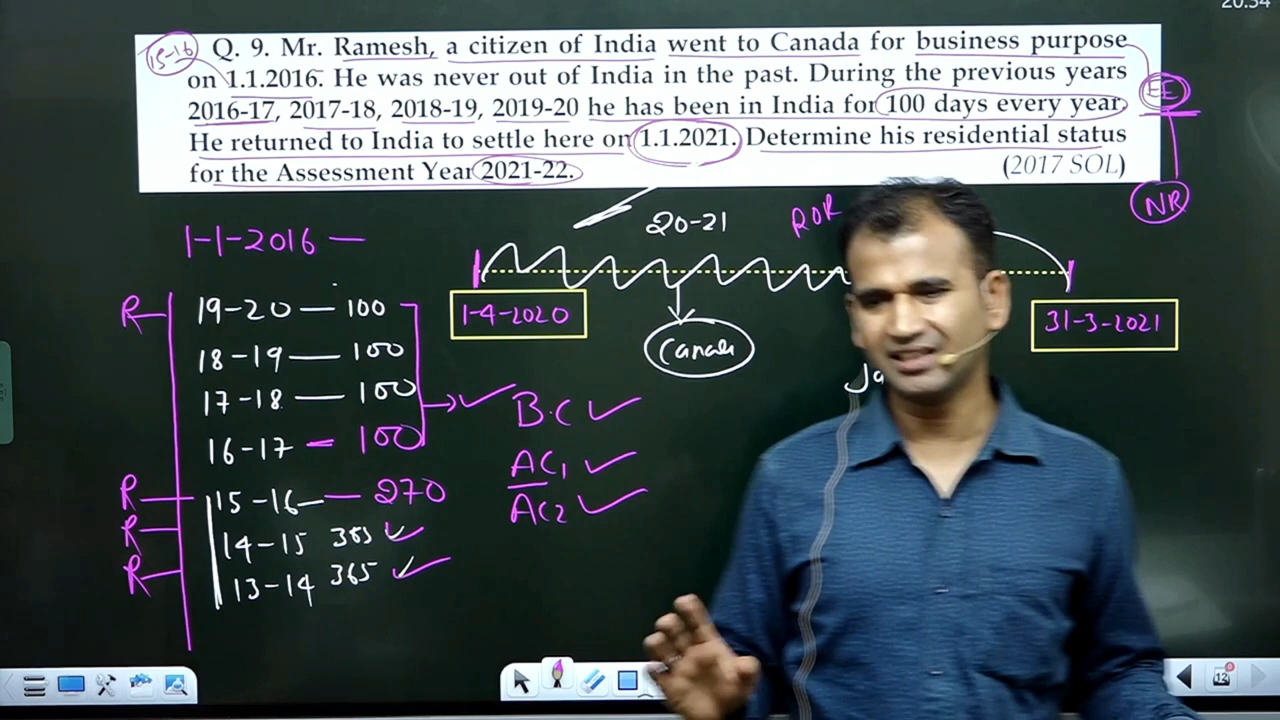 20:54
15-16
Q. 9. Mr. Ramesh, a citizen of India went to Canada for business purpose
on 1.1.2016. He was never out of India in the past. During the previous years
2016-17, 2017-18, 2018-19, 2019-20 he has been in India for 100 days every year.
He returned to India to settle here on 1.1.2021. Determine his residential status
for the Assessment Year 2021-22. (2017 SOL)
EE
NR
1-1-2016 —
20-21
ROR
R
19-20 — 100
18-19 — 100
17-18 — 100
16-17 - 100
R
15-16 — 270
R
14-15 365
R
13-14 365
B.C
AC1
AC2
1-4-2020
Canada
31-3-2021
12